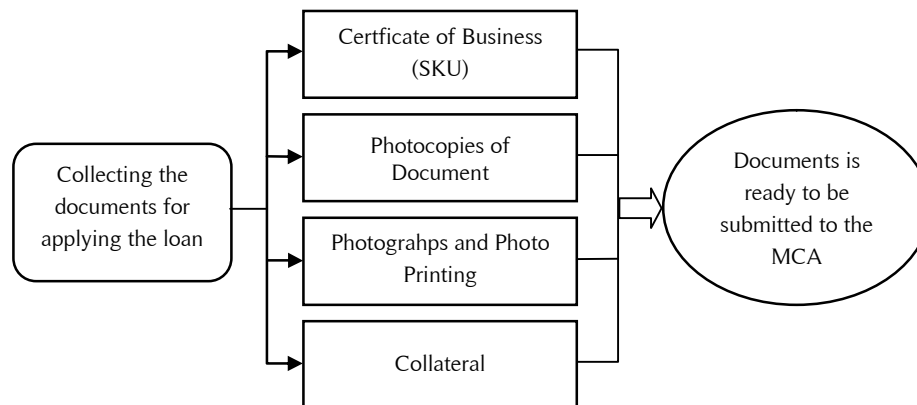 Certficate of Business
(SKU)
Collecting the
documents for
applying the loan
Photocopies of
Document
Photograhps and Photo
Printing
Collateral
Documents is
ready to be
submitted to the
MCA